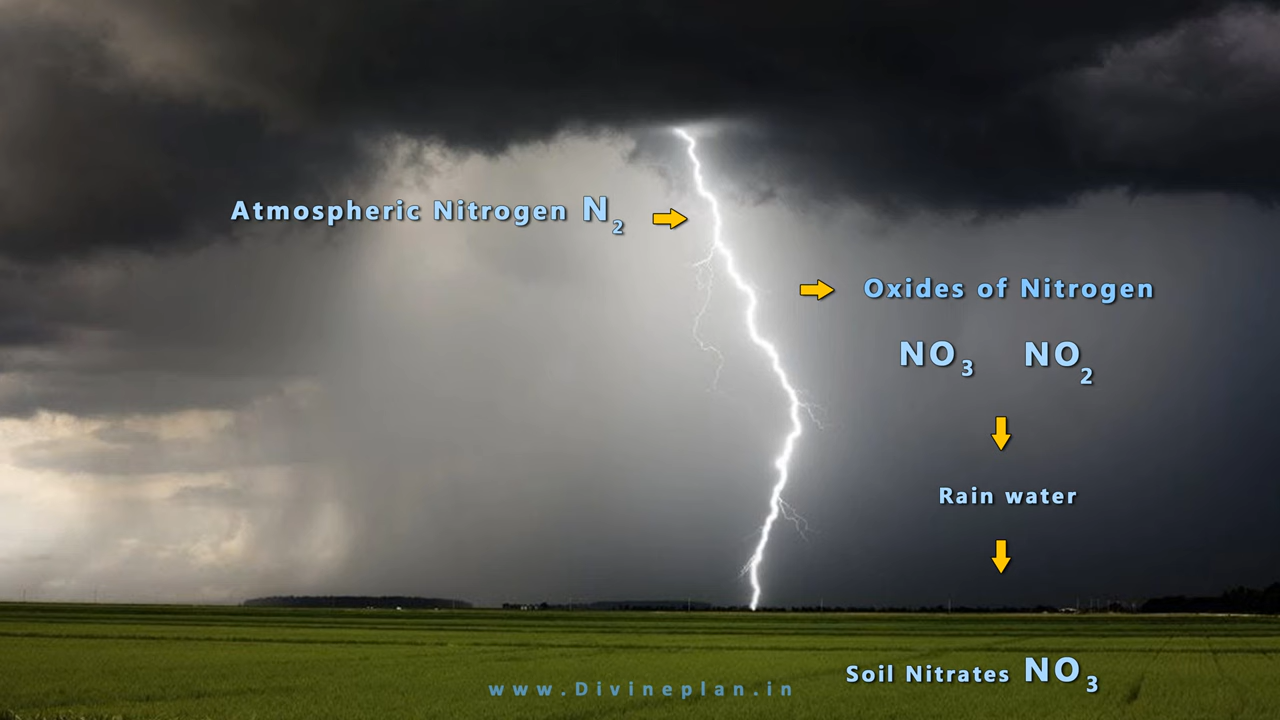 Atmospheric Nitrogen N₂
Oxides of Nitrogen
NO₃ NO₂
Rain water
Soil Nitrates NO₃
www.Divineplan.in